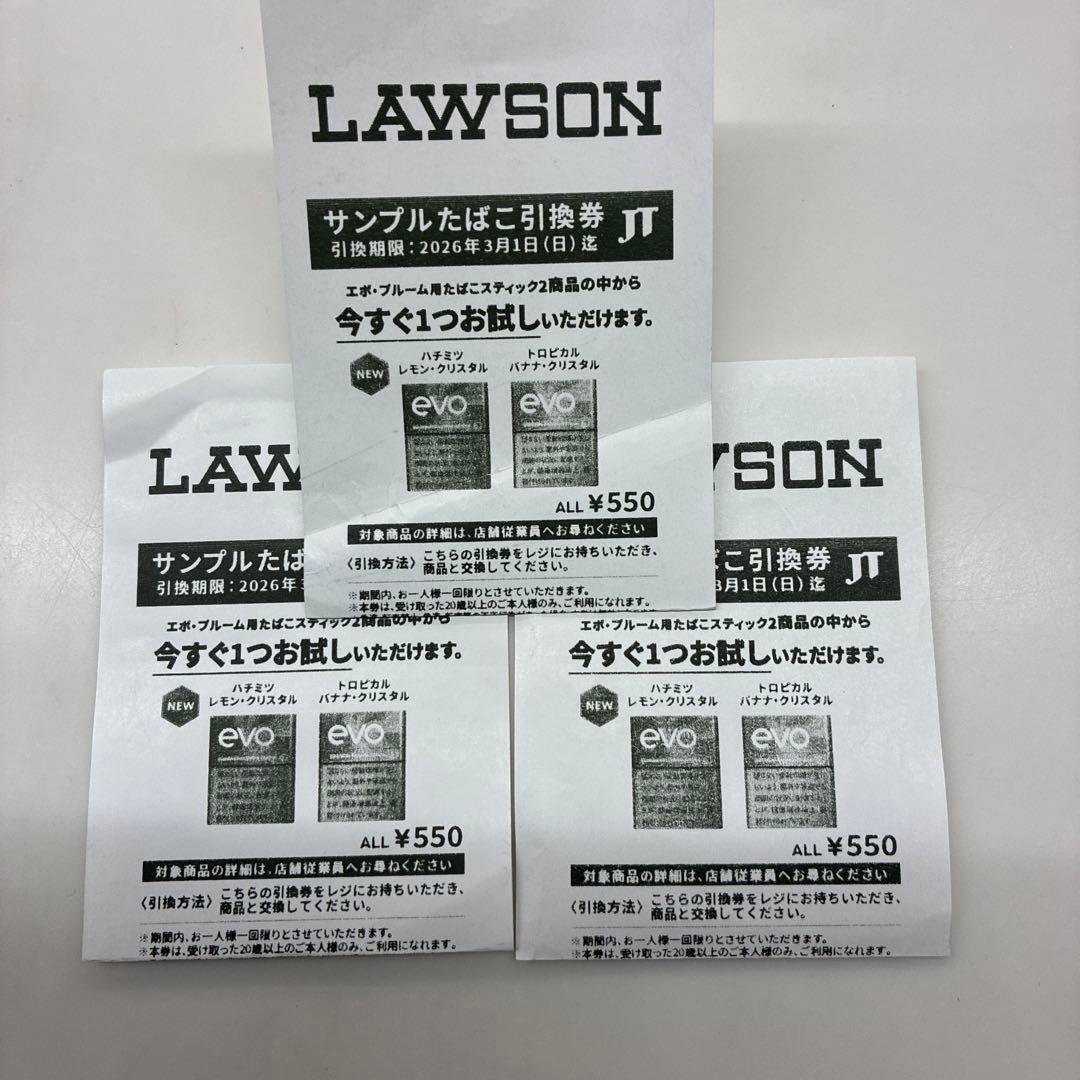 LAWSON
サンプルたばこ引換券 JT
引換期限：2026年3月1日（日）迄
エボ・プルーム用たばこスティック2商品の中から
今すぐ1つお試しいただけます。
NEW
ハチミツ
レモン・クリスタル
トロピカル
バナナ・クリスタル
evo
evo
ALL ¥550
対象商品の詳細は、店舗従業員へお尋ねください
〈引換方法〉こちらの引換券をレジにお持ちいただき、
商品と交換してください。
※期間内、お一人様一回限りとさせていただきます。
※本券は、受け取った20歳以上のご本人様のみ、ご利用になれます。
LAW
サンプルたば
引換期限：2026年3
エボ・プルーム用たばこスティック2商品の中から
今すぐ1つお試しいただけます。
NEW
ハチミツ
レモン・クリスタル
トロピカル
バナナ・クリスタル
evo
evo
ALL ¥550
対象商品の詳細は、店舗従業員へお尋ねください
〈引換方法〉こちらの引換券をレジにお持ちいただき、
商品と交換してください。
※期間内、お一人様一回限りとさせていただきます。
※本券は、受け取った20歳以上のご本人様のみ、ご利用になれます。
SON
ばこ引換券 JT
3月1日（日）迄
エボ・プルーム用たばこスティック2商品の中から
今すぐ1つお試しいただけます。
NEW
ハチミツ
レモン・クリスタル
トロピカル
バナナ・クリスタル
evo
evo
ALL ¥550
対象商品の詳細は、店舗従業員へお尋ねください
〈引換方法〉こちらの引換券をレジにお持ちいただき、
商品と交換してください。
※期間内、お一人様一回限りとさせていただきます。
※本券は、受け取った20歳以上のご本人様のみ、ご利用になれます。